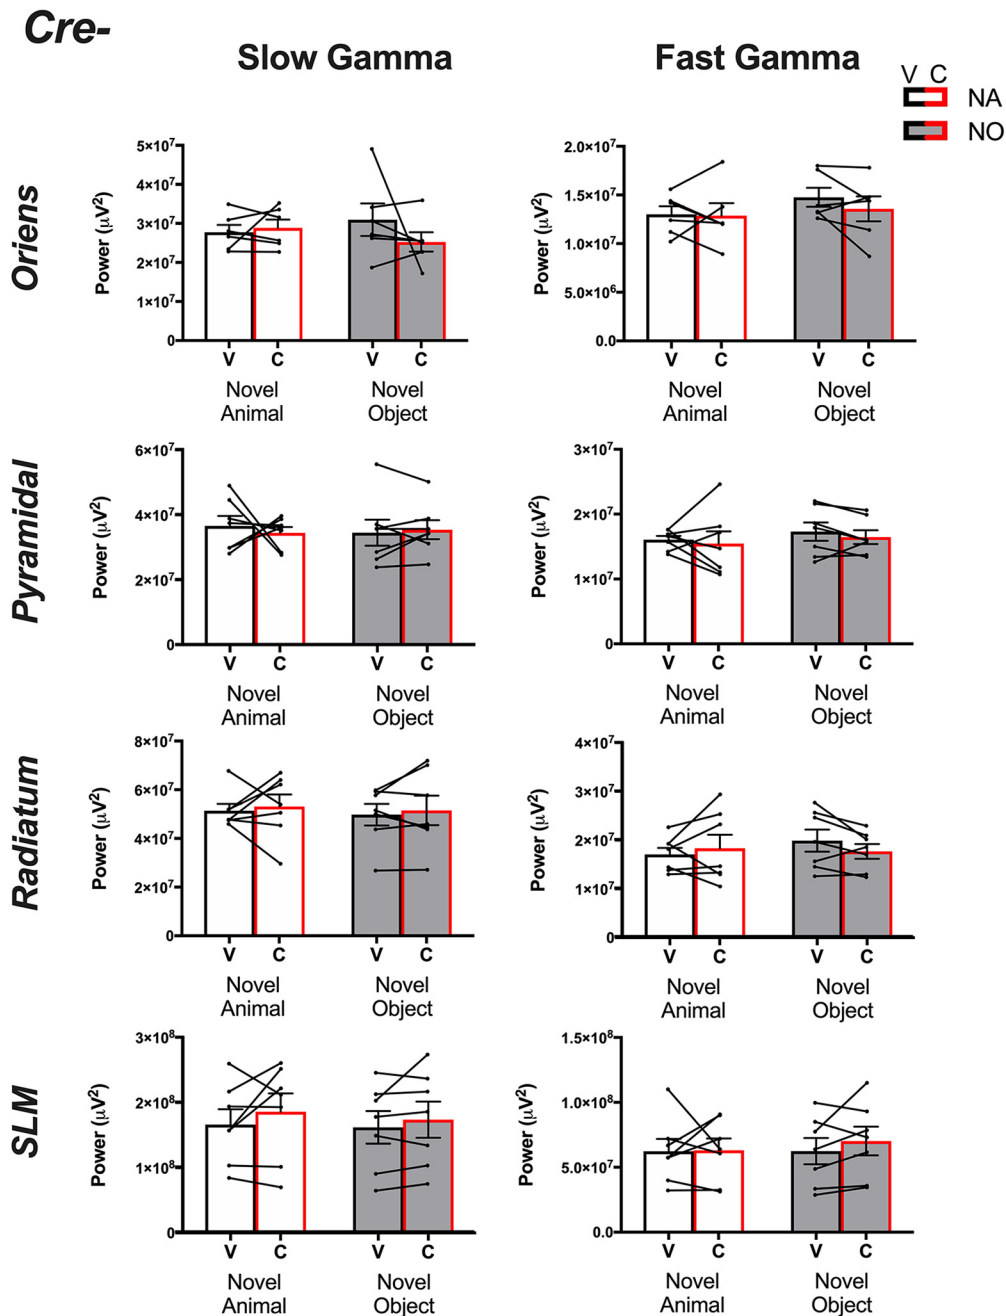 Cre-
Slow Gamma
Fast Gamma
V C
NA
NO
Oriens
Power (μV²)
5×10⁷
4×10⁷
3×10⁷
2×10⁷
1×10⁷
0
V C V C
Novel Animal
Novel Object
Power (μV²)
2.0×10⁷
1.5×10⁷
1.0×10⁷
5.0×10⁶
0.0
V C V C
Novel Animal
Novel Object
Pyramidal
Power (μV²)
6×10⁷
4×10⁷
2×10⁷
0
V C V C
Novel Animal
Novel Object
Power (μV²)
3×10⁷
2×10⁷
1×10⁷
0
V C V C
Novel Animal
Novel Object
Radiatum
Power (μV²)
8×10⁷
6×10⁷
4×10⁷
2×10⁷
0
V C V C
Novel Animal
Novel Object
Power (μV²)
4×10⁷
3×10⁷
2×10⁷
1×10⁷
0
V C V C
Novel Animal
Novel Object
SLM
Power (μV²)
3×10⁸
2×10⁸
1×10⁸
0
V C V C
Novel Animal
Novel Object
Power (μV²)
1.5×10⁸
1.0×10⁸
5.0×10⁷
0.0
V C V C
Novel Animal
Novel Object